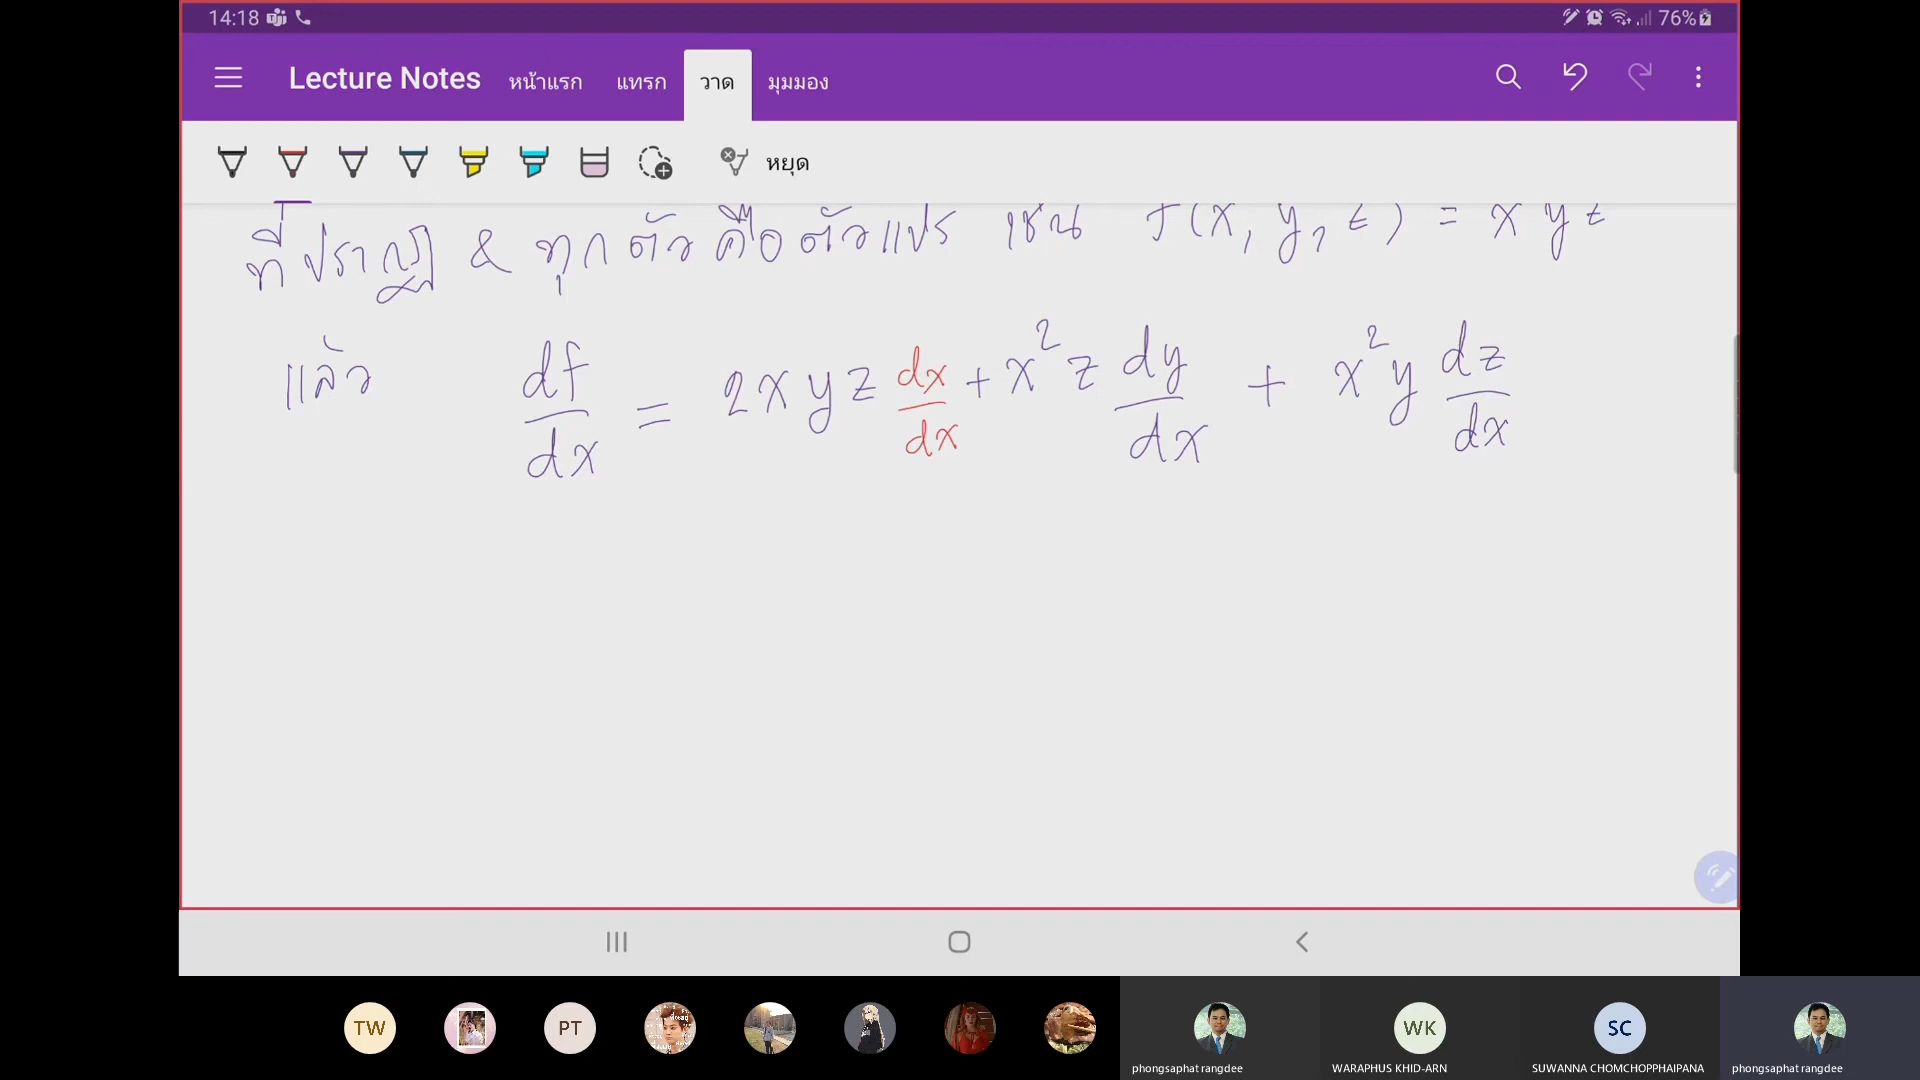 14:18 76%
Lecture Notes หน้าแรก แทรก วาด มุมมอง
หยุด
ที่ปรากฏ & ทุกตัวคือตัวแปร เช่น f(x, y, z) = x y z
แล้ว df/dx = 2xyz dx/dx + x²z dy/dx + x²y dz/dx
TW PT WK SC
phongsaphat rangdee WARAPHUS KHID-ARN SUWANNA CHOMCHOPPHAIPANA phongsaphat rangdee